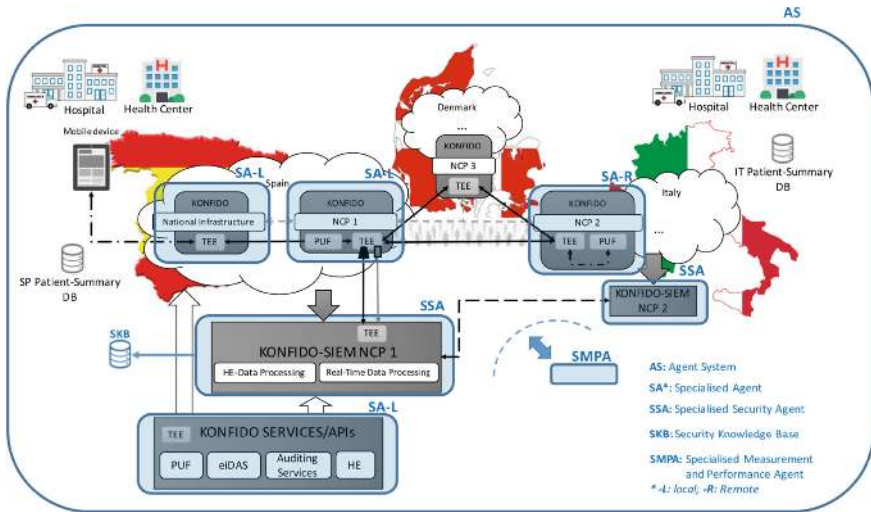 AS
Hospital
Health Center
Mobile device
Denmark
...
KONFIDO
NCP 3
TEE
Hospital
Health Center
IT Patient-Summary
DB
SA-L
Spain
SA-L
SA-R
Italy
...
KONFIDO
National Infrastructure
TEE
KONFIDO
NCP 1
PUF
TEE
KONFIDO
NCP 2
TEE
PUF
SP Patient-Summary
DB
SSA
KONFIDO-SIEM
NCP 2
SSA
SKB
TEE
KONFIDO-SIEM NCP 1
HE-Data Processing
Real-Time Data Processing
SMPA
SA-L
TEE
KONFIDO SERVICES/APIs
PUF
eIDAS
Auditing
Services
HE
AS: Agent System
SA*: Specialised Agent
SSA: Specialised Security Agent
SKB: Security Knowledge Base
SMPA: Specialised Measurement
and Performance Agent
* -L: local; -R: Remote